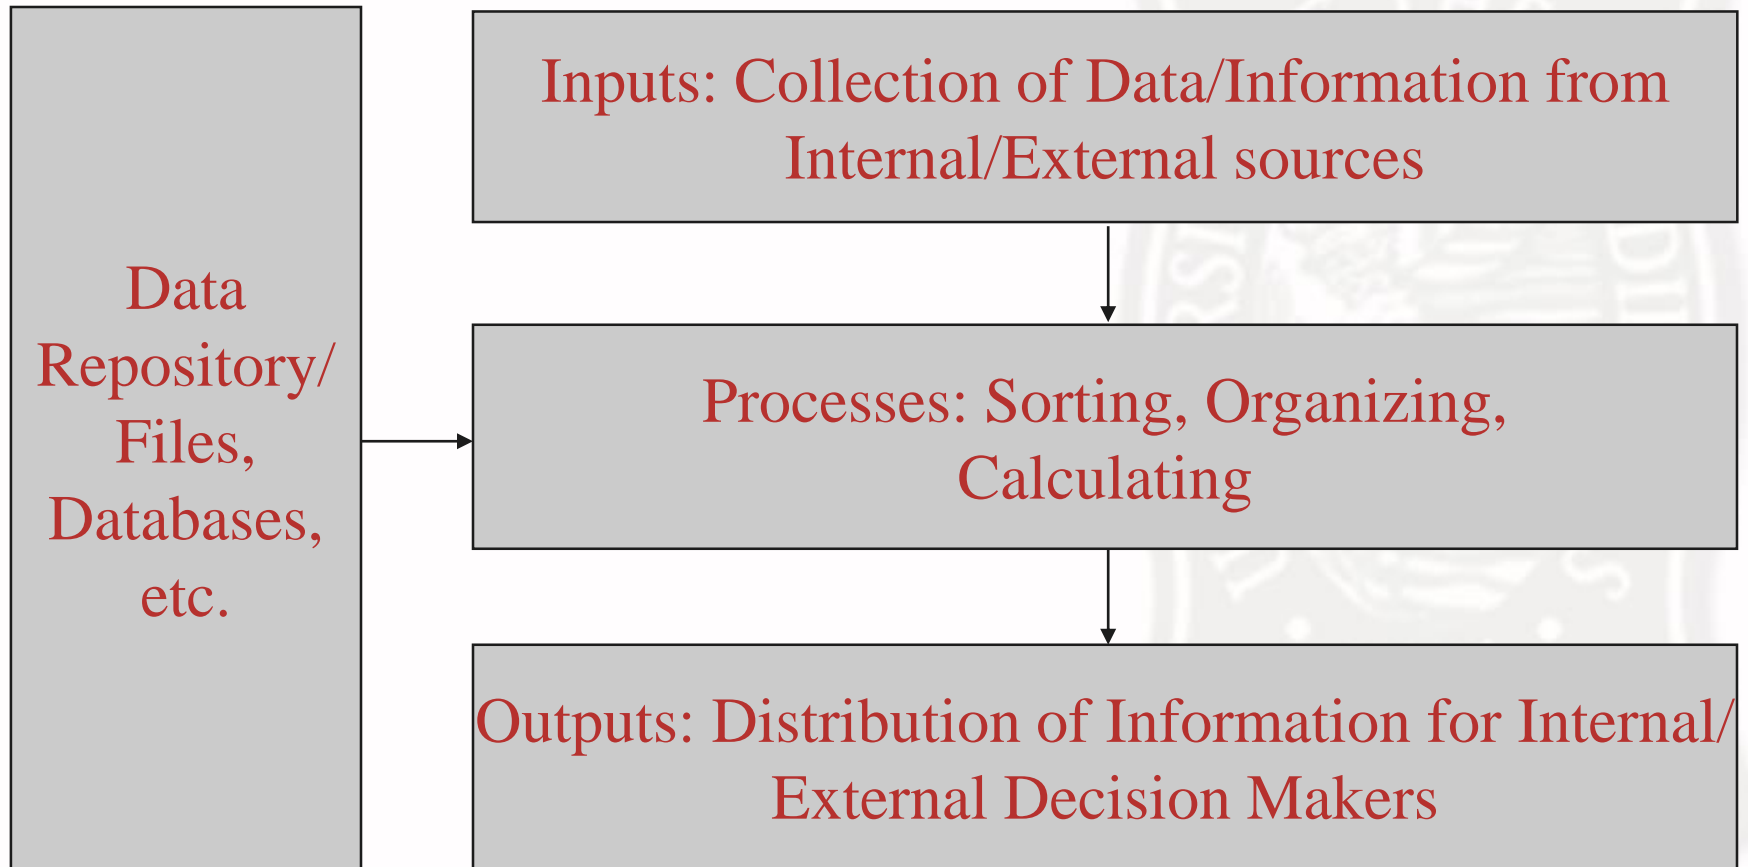 Data
Repository/
Files,
Databases,
etc.
Inputs: Collection of Data/Information from
Internal/External sources
Processes: Sorting, Organizing,
Calculating
Outputs: Distribution of Information for Internal/
External Decision Makers